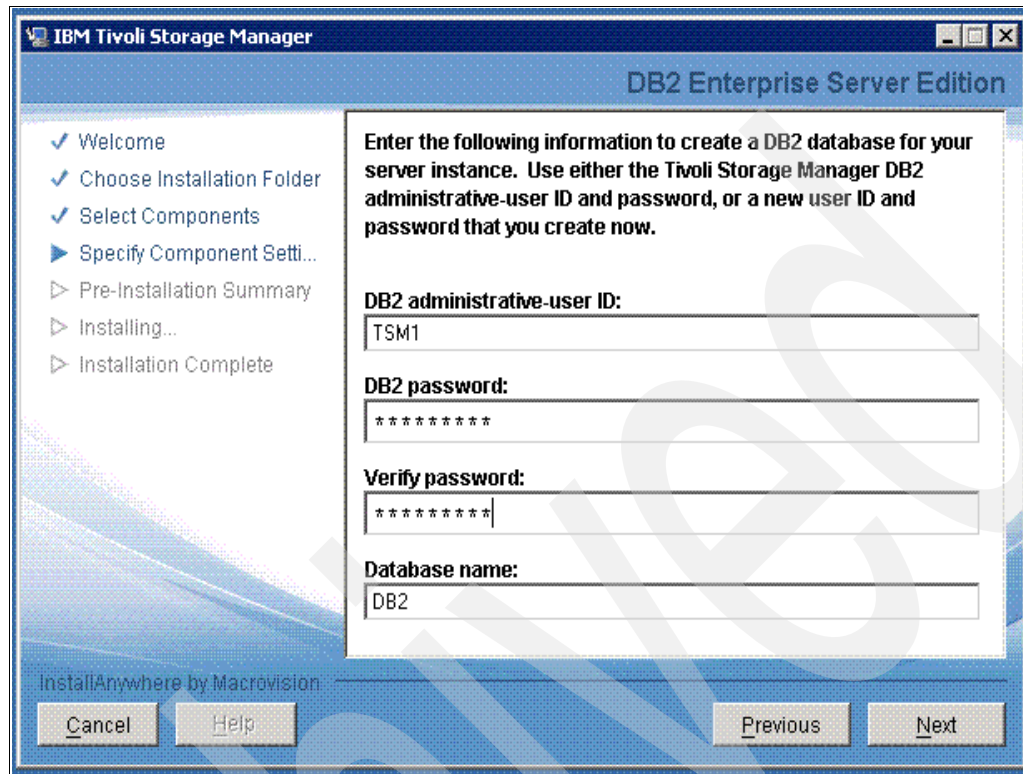 IBM Tivoli Storage Manager
DB2 Enterprise Server Edition
Welcome
Choose Installation Folder
Select Components
Specify Component Setti...
Pre-Installation Summary
Installing...
Installation Complete
Enter the following information to create a DB2 database for your
server instance. Use either the Tivoli Storage Manager DB2
administrative-user ID and password, or a new user ID and
password that you create now.
DB2 administrative-user ID:
TSM1
DB2 password:
*********
Verify password:
*********
Database name:
DB2
InstallAnywhere by Macrovision
Cancel Help Previous Next